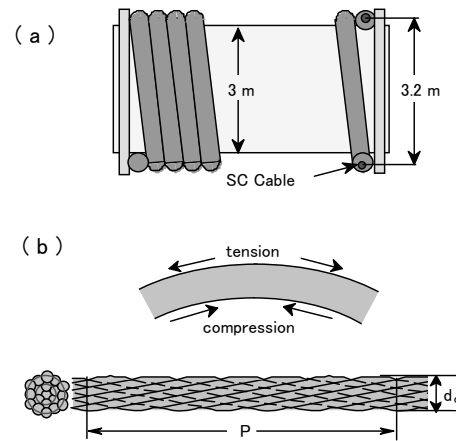 ( a )
3 m
3.2 m
SC Cable
( b )
tension
compression
P